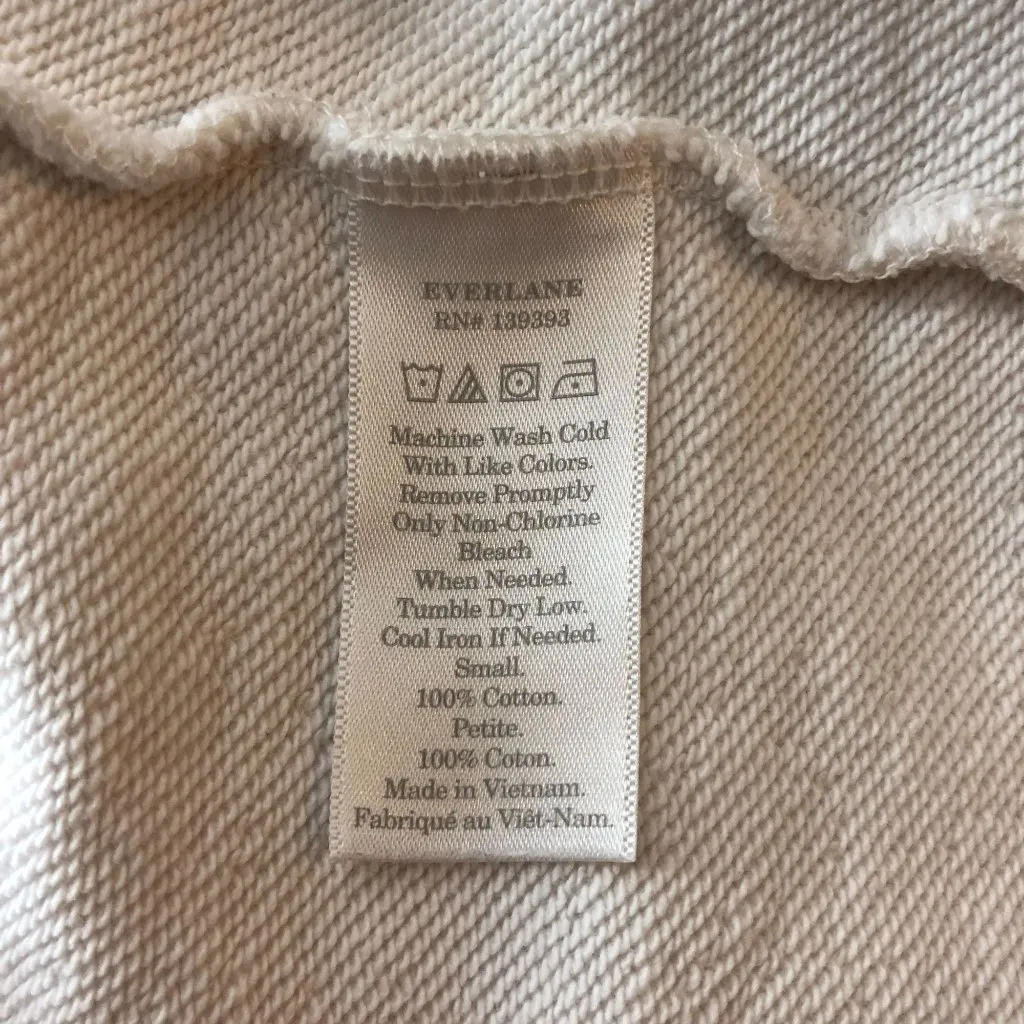 EVERLANE
RN# 139393
Machine Wash Cold
With Like Colors.
Remove Promptly
Only Non-Chlorine
Bleach
When Needed.
Tumble Dry Low.
Cool Iron If Needed.
Small.
100% Cotton.
Petite.
100% Coton.
Made in Vietnam.
Fabriqué au Viêt-Nam.